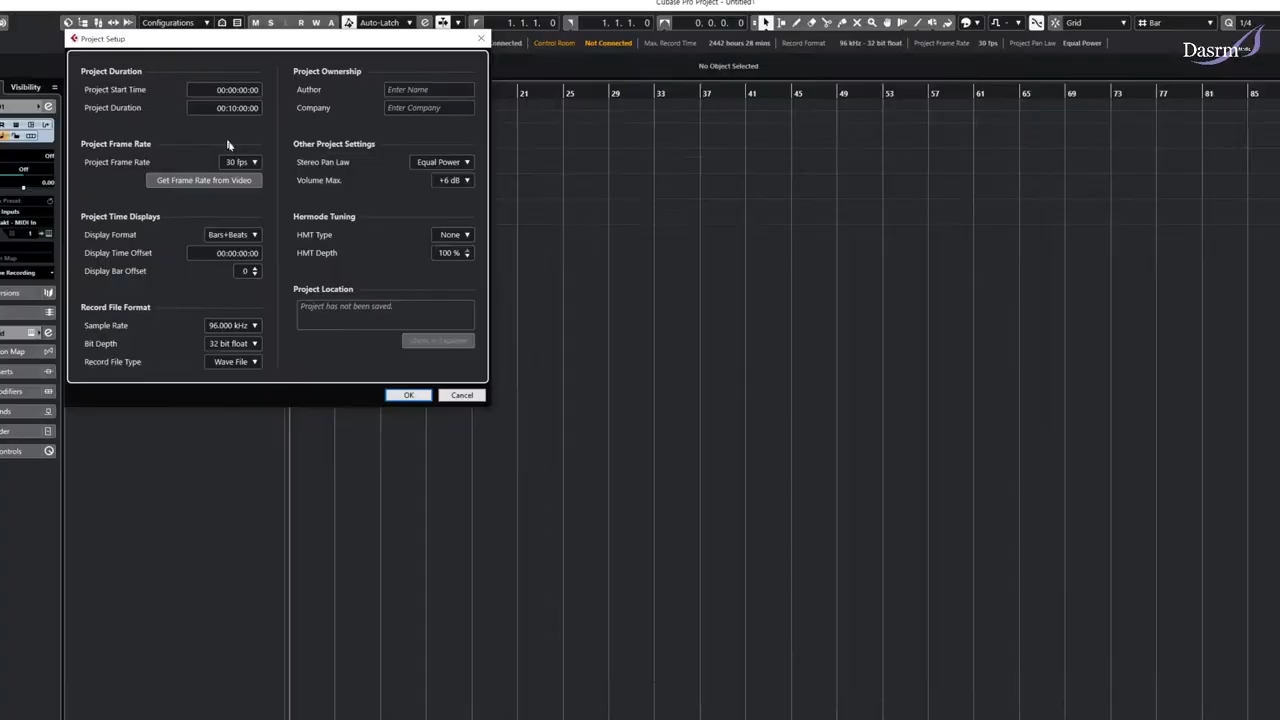 Cubase Pro Project - Untitled1
Configurations
M S L R W A
Auto-Latch
1. 1. 1. 0
1. 1. 1. 0
0. 0. 0. 0
Grid
Bar
1/4
Control Room
Not Connected
Max. Record Time
2442 hours 28 mins
Record Format
96 kHz - 32 bit float
Project Frame Rate
30 fps
Project Pan Law
Equal Power
Dasrm
No Object Selected
Project Setup
Visibility
21 25 29 33 37 41 45 49 53 57 61 65 69 73 77 81 85
Project Duration
Project Start Time
00:00:00:00
Project Duration
00:10:00:00
Project Frame Rate
Project Frame Rate
30 fps
Get Frame Rate from Video
Project Time Displays
Display Format
Bars+Beats
Display Time Offset
00:00:00:00
Display Bar Offset
0
Record File Format
Sample Rate
96.000 kHz
Bit Depth
32 bit float
Record File Type
Wave File
Project Ownership
Author
Enter Name
Company
Enter Company
Other Project Settings
Stereo Pan Law
Equal Power
Volume Max.
+6 dB
Hermode Tuning
HMT Type
None
HMT Depth
100 %
Project Location
Project has not been saved.
OK
Cancel
Off
Off
0.00
Preset
Inputs
MIDI In
1
Map
Recording